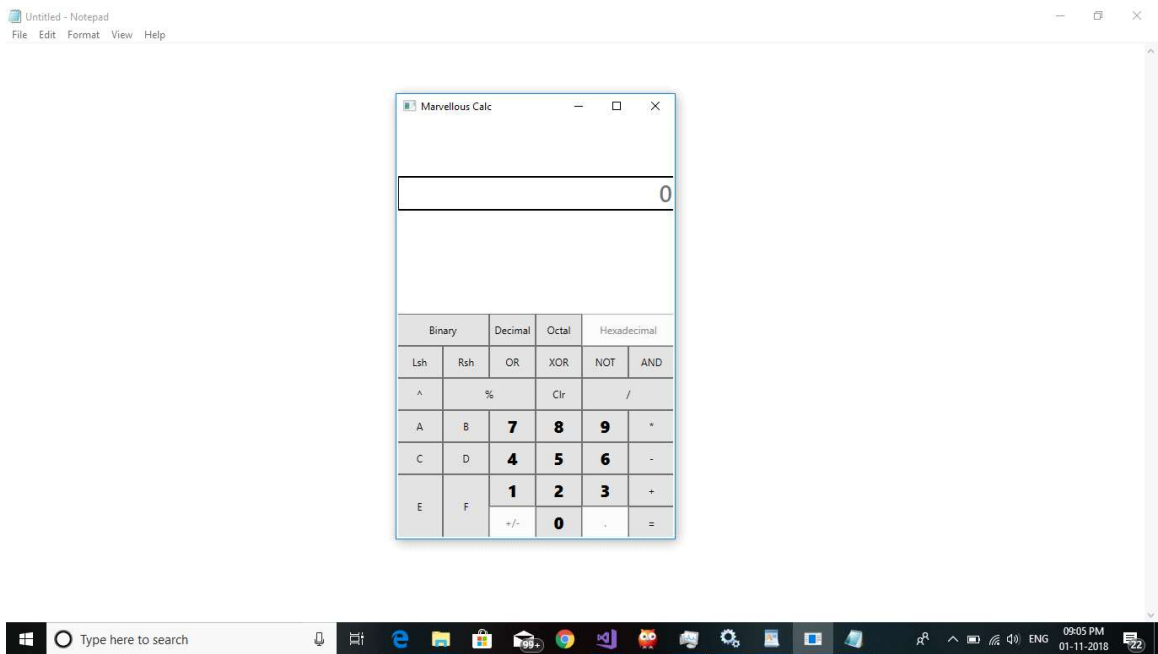 Untitled - Notepad
File Edit Format View Help
Marvellous Calc
0
Binary Decimal Octal Hexadecimal
Lsh Rsh OR XOR NOT AND
^ % Clr /
A B 7 8 9 *
C D 4 5 6 -
E F 1 2 3 +
+/- 0 . =
Type here to search
99+
ENG
09:05 PM
01-11-2018
22